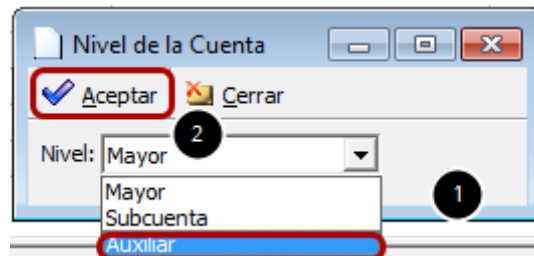 Nivel de la Cuenta
Aceptar Cerrar
2
Nivel: Mayor
1
Mayor
Subcuenta
Auxiliar